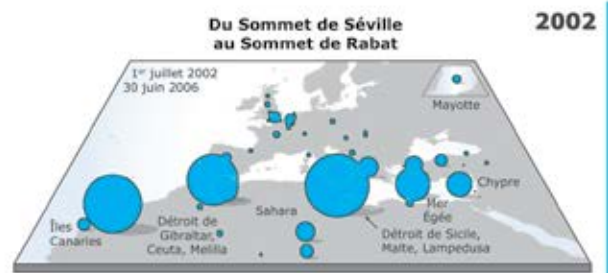 Du Sommet de Séville
au Sommet de Rabat
2002
1er juillet 2002
30 juin 2006
Mayotte
Îles
Canaries
Détroit de
Gibraltar,
Ceuta, Melilla
Sahara
Mer
Égée
Chypre
Détroit de Sicile,
Malte, Lampedusa